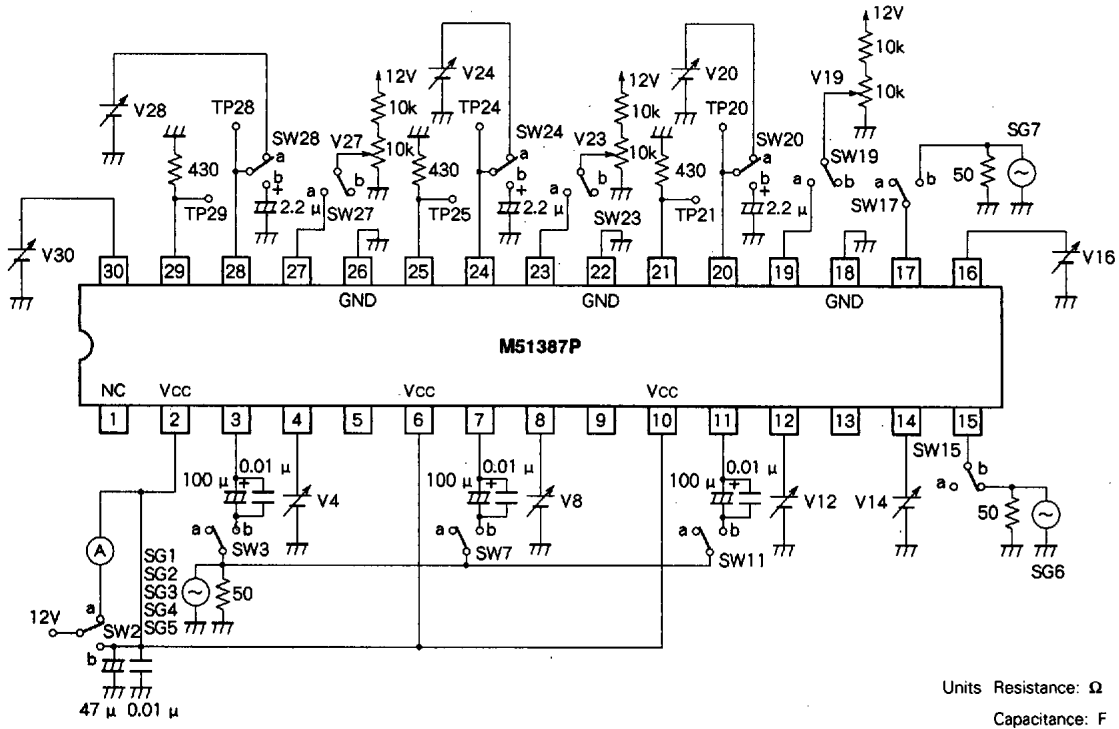 12V
10k
V19
10k
12V
V24
10k
V27
10k
12V
V20
10k
V23
10k
V28
TP28
SW28
a
b
+
2.2 μ
430
TP29
a
b
SW27
TP24
SW24
a
b
+
2.2 μ
430
TP25
a
b
SW23
TP20
SW20
a
b
+
2.2 μ
430
TP21
SW19
a
b
SW17
a
b
50
SG7
V30
V16
30 29 28 27 26 25 24 23 22 21 20 19 18 17 16
GND GND GND
M51387P
NC Vcc Vcc Vcc
1 2 3 4 5 6 7 8 9 10 11 12 13 14 15
100 μ
+
0.01 μ
V4
a
b
SW3
100 μ
+
0.01 μ
V8
a
b
SW7
100 μ
+
0.01 μ
V12
a
b
SW11
V14
SW15
b
a
50
SG6
A
SG1
SG2
SG3
SG4
SG5
50
12V
a
SW2
b
47 μ 0.01 μ
Units Resistance: Ω
Capacitance: F